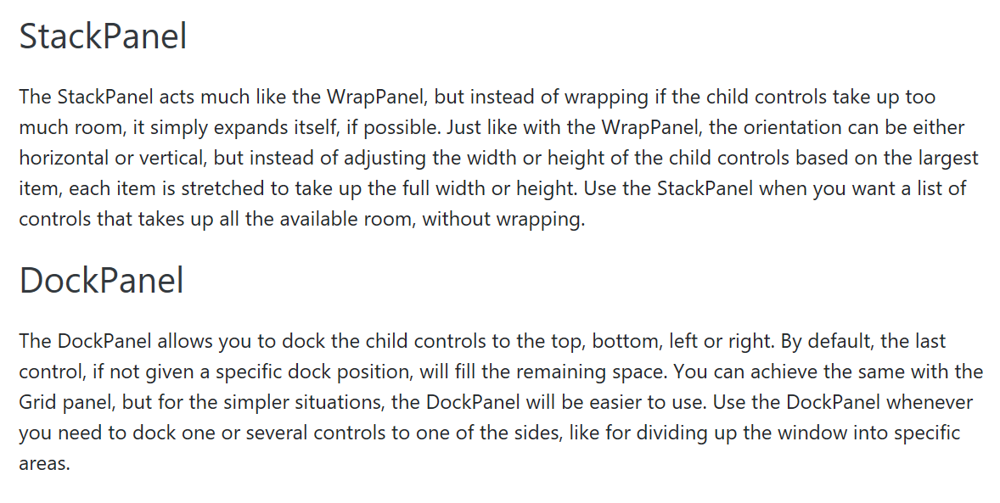 StackPanel
The StackPanel acts much like the WrapPanel, but instead of wrapping if the child controls take up too
much room, it simply expands itself, if possible. Just like with the WrapPanel, the orientation can be either
horizontal or vertical, but instead of adjusting the width or height of the child controls based on the largest
item, each item is stretched to take up the full width or height. Use the StackPanel when you want a list of
controls that takes up all the available room, without wrapping.
DockPanel
The DockPanel allows you to dock the child controls to the top, bottom, left or right. By default, the last
control, if not given a specific dock position, will fill the remaining space. You can achieve the same with the
Grid panel, but for the simpler situations, the DockPanel will be easier to use. Use the DockPanel whenever
you need to dock one or several controls to one of the sides, like for dividing up the window into specific
areas.